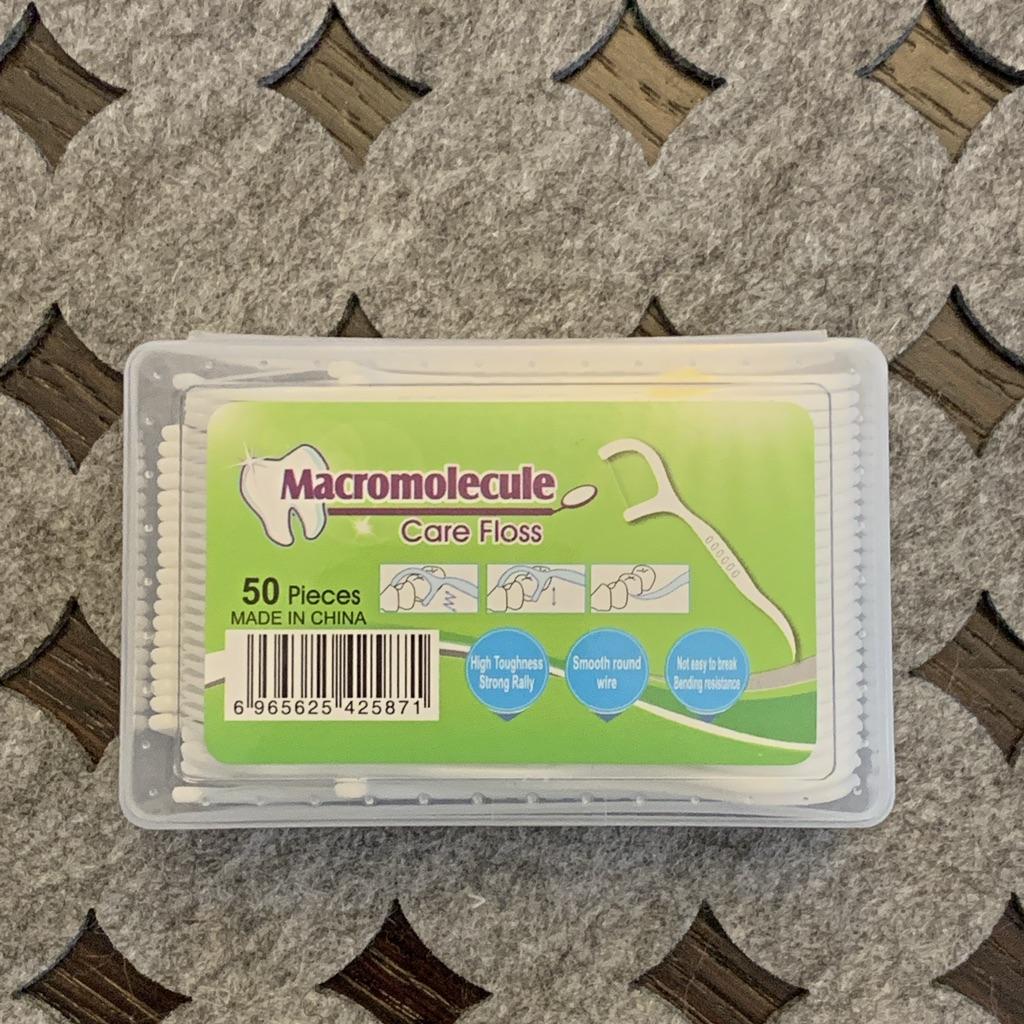 Macromolecule
Care Floss
50 Pieces
MADE IN CHINA
6 965625 425871
High Toughness
Strong Rally
Smooth round
wire
Not easy to break
Bending resistance